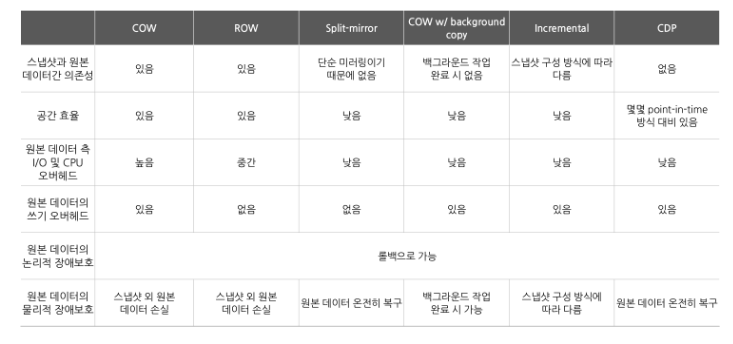 COW ROW Split-mirror COW w/ background copy Incremental CDP
스냅샷과 원본 데이터간 의존성 있음 있음 단순 미러링이기 때문에 없음 백그라운드 작업 완료 시 없음 스냅샷 구성 방식에 따라 다름 없음
공간 효율 있음 있음 낮음 낮음 낮음 몇몇 point-in-time 방식 대비 있음
원본 데이터 측 I/O 및 CPU 오버헤드 높음 중간 낮음 낮음 낮음 낮음
원본 데이터의 쓰기 오버헤드 있음 없음 없음 있음 있음 있음
원본 데이터의 논리적 장애보호 롤백으로 가능
원본 데이터의 물리적 장애보호 스냅샷 외 원본 데이터 손실 스냅샷 외 원본 데이터 손실 원본 데이터 온전히 복구 백그라운드 작업 완료 시 가능 스냅샷 구성 방식에 따라 다름 원본 데이터 온전히 복구